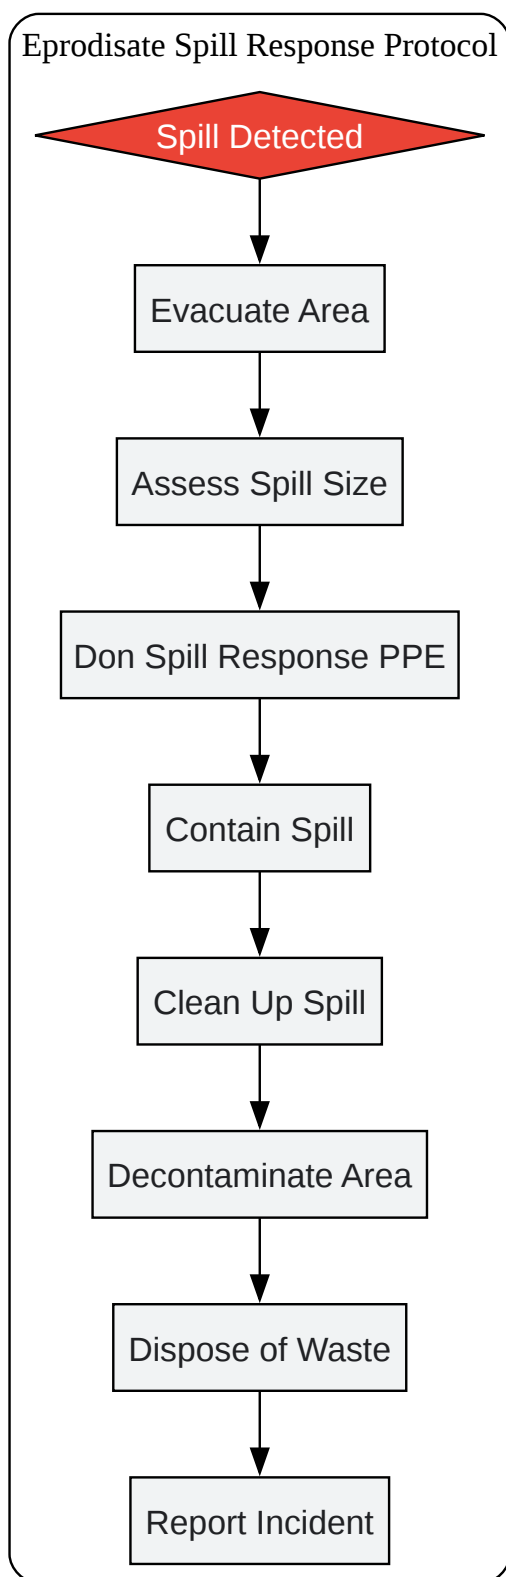 Eprodisate Spill Response Protocol
Spill Detected
Evacuate Area
Assess Spill Size
Don Spill Response PPE
Contain Spill
Clean Up Spill
Decontaminate Area
Dispose of Waste
Report Incident